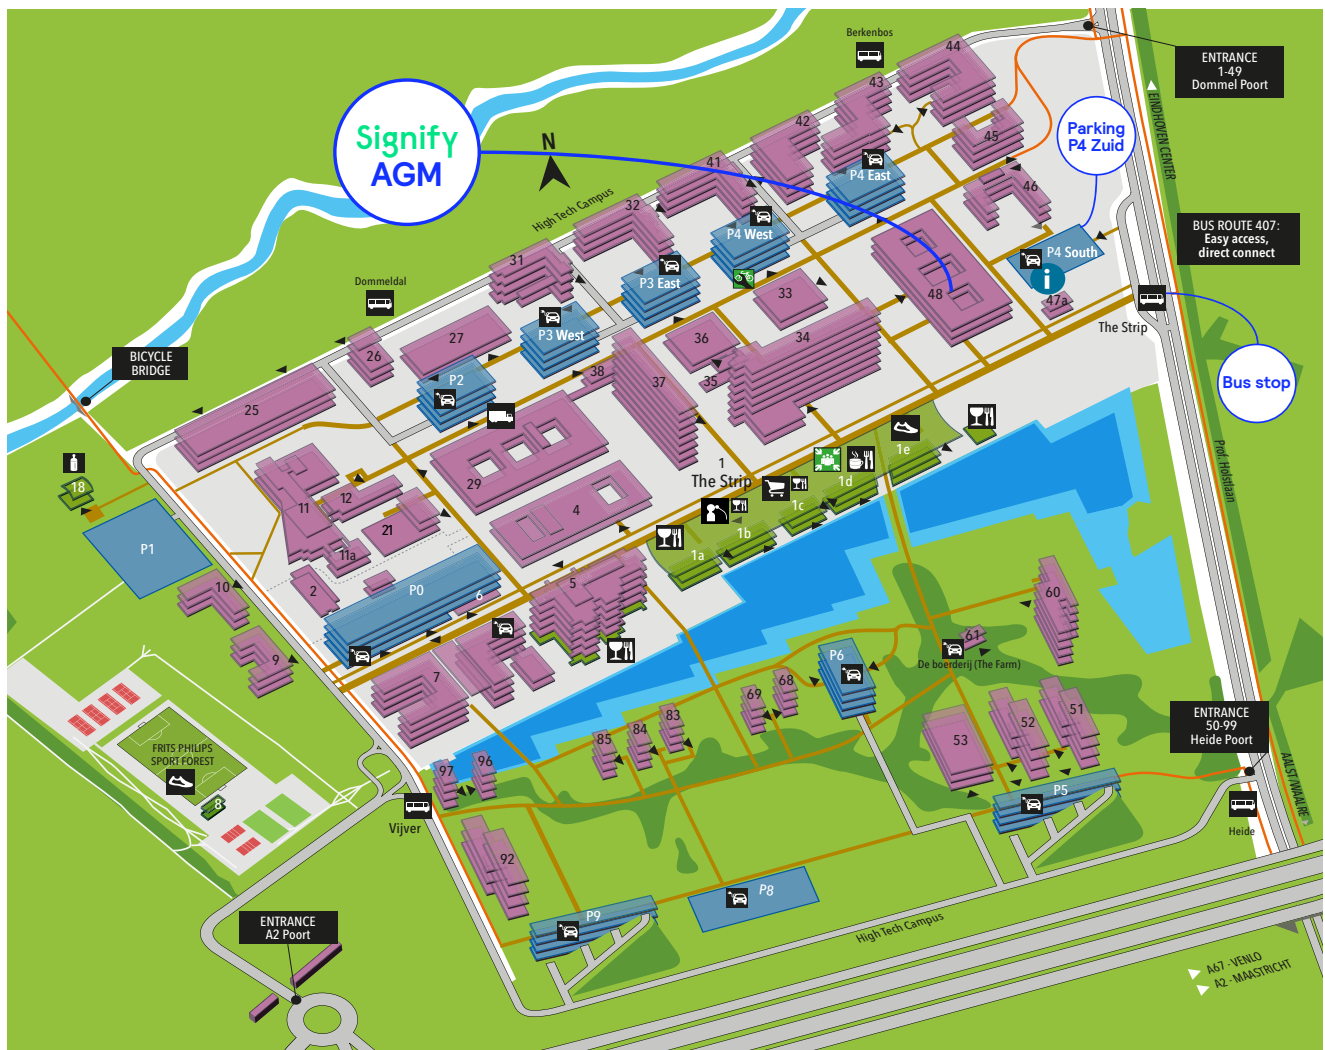 Berkenbos
44
ENTRANCE
1-49
Dommel Poort
43
EINDHOVEN CENTER
Signify
AGM
N
42
Parking
P4 Zuid
45
41
P4 East
46
High Tech Campus
32
P4 West
BUS ROUTE 407:
Easy access,
direct connect
P4 South
31
P3 East
i
Dommeldal
33
48
47a
The Strip
27
P3 West
36
34
26
BICYCLE
BRIDGE
P2
38
37
35
Bus stop
25
1e
Prof. Holstlaan
1
The Strip
18
29
12
1d
11
4
1c
21
1b
P1
11a
1a
10
2
P0
6
5
60
9
61
P6
De boerderij (The Farm)
7
69
68
83
84
85
53
52
51
ENTRANCE
50-99
Heide Poort
FRITS PHILIPS
SPORT FOREST
97
96
8
P5
AALST/WAALRE
Vijver
Heide
92
P8
P9
ENTRANCE
A2 Poort
High Tech Campus
A67 - VENLO
A2 - MAASTRICHT